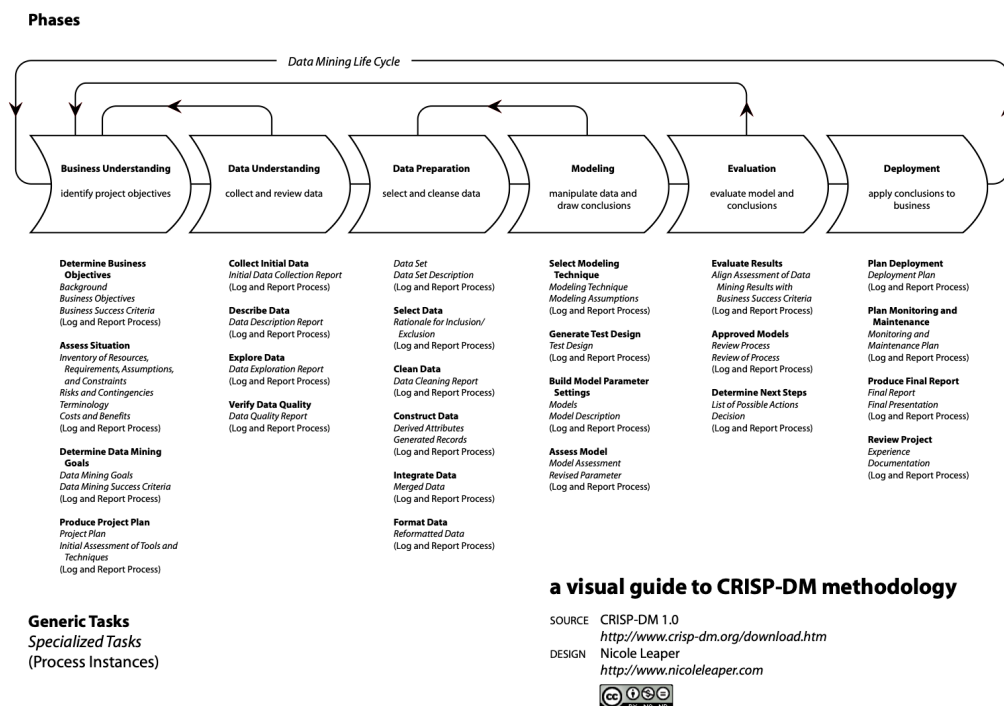 Phases
Data Mining Life Cycle
Business Understanding
identify project objectives
Data Understanding
collect and review data
Data Preparation
select and cleanse data
Modeling
manipulate data and
draw conclusions
Evaluation
evaluate model and
conclusions
Deployment
apply conclusions to
business
Determine Business
Objectives
Background
Business Objectives
Business Success Criteria
(Log and Report Process)
Assess Situation
Inventory of Resources,
Requirements, Assumptions,
and Constraints
Risks and Contingencies
Terminology
Costs and Benefits
(Log and Report Process)
Determine Data Mining
Goals
Data Mining Goals
Data Mining Success Criteria
(Log and Report Process)
Produce Project Plan
Project Plan
Initial Assessment of Tools and
Techniques
(Log and Report Process)
Collect Initial Data
Initial Data Collection Report
(Log and Report Process)
Describe Data
Data Description Report
(Log and Report Process)
Explore Data
Data Exploration Report
(Log and Report Process)
Verify Data Quality
Data Quality Report
(Log and Report Process)
Data Set
Data Set Description
(Log and Report Process)
Select Data
Rationale for Inclusion/
Exclusion
(Log and Report Process)
Clean Data
Data Cleaning Report
(Log and Report Process)
Construct Data
Derived Attributes
Generated Records
(Log and Report Process)
Integrate Data
Merged Data
(Log and Report Process)
Format Data
Reformatted Data
(Log and Report Process)
Select Modeling
Technique
Modeling Technique
Modeling Assumptions
(Log and Report Process)
Generate Test Design
Test Design
(Log and Report Process)
Build Model Parameter
Settings
Models
Model Description
(Log and Report Process)
Assess Model
Model Assessment
Revised Parameter
(Log and Report Process)
Evaluate Results
Align Assessment of Data
Mining Results with
Business Success Criteria
(Log and Report Process)
Approved Models
Review Process
Review of Process
(Log and Report Process)
Determine Next Steps
List of Possible Actions
Decision
(Log and Report Process)
Plan Deployment
Deployment Plan
(Log and Report Process)
Plan Monitoring and
Maintenance
Monitoring and
Maintenance Plan
(Log and Report Process)
Produce Final Report
Final Report
Final Presentation
(Log and Report Process)
Review Project
Experience
Documentation
(Log and Report Process)
Generic Tasks
Specialized Tasks
(Process Instances)
a visual guide to CRISP-DM methodology
SOURCE CRISP-DM 1.0
http://www.crisp-dm.org/download.htm
DESIGN Nicole Leaper
http://www.nicoleleaper.com
cc